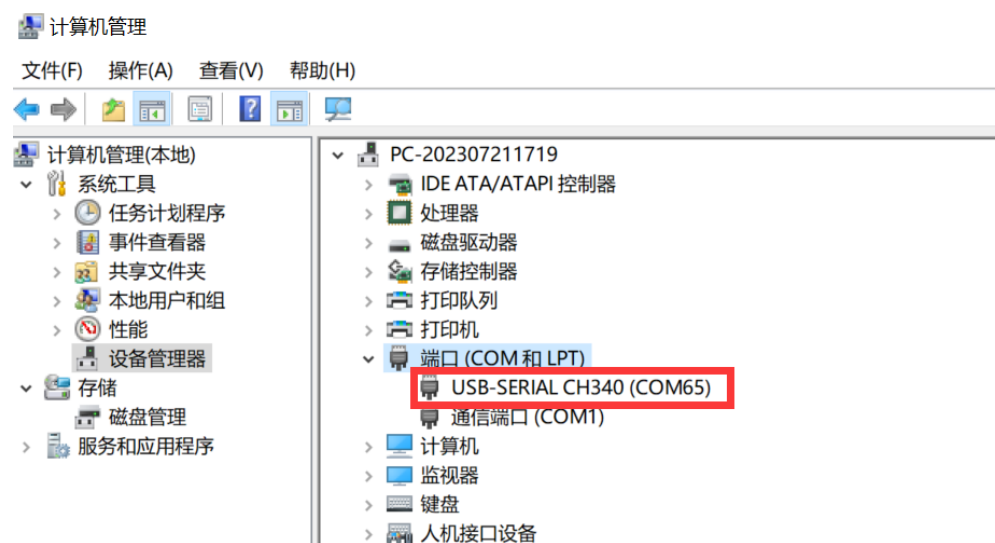 计算机管理
文件(F) 操作(A) 查看(V) 帮助(H)
计算机管理(本地)
系统工具
任务计划程序
事件查看器
共享文件夹
本地用户和组
性能
设备管理器
存储
磁盘管理
服务和应用程序
PC-202307211719
IDE ATA/ATAPI 控制器
处理器
磁盘驱动器
存储控制器
打印队列
打印机
端口 (COM 和 LPT)
USB-SERIAL CH340 (COM65)
通信端口 (COM1)
计算机
监视器
键盘
人机接口设备